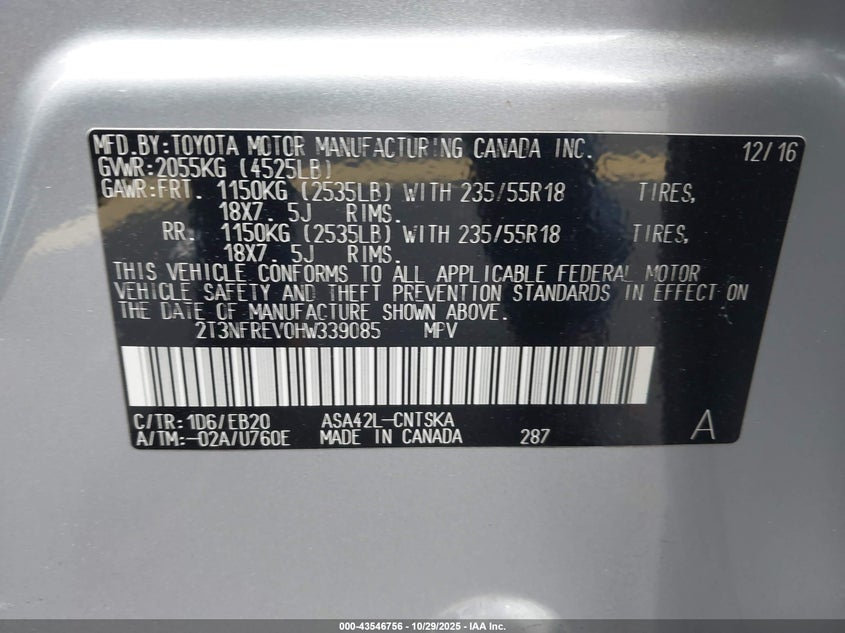 MFD.BY:TOYOTA MOTOR MANUFACTURING CANADA INC. 12/16
GVWR:2055KG (4525LB)
GAWR:FRT. 1150KG (2535LB) WITH 235/55R18 TIRES,
18X7. 5J RIMS.
RR. 1150KG (2535LB) WITH 235/55R18 TIRES,
18X7. 5J RIMS.
THIS VEHICLE CONFORMS TO ALL APPLICABLE FEDERAL MOTOR
VEHICLE SAFETY AND THEFT PREVENTION STANDARDS IN EFFECT ON
THE DATE OF MANUFACTURE SHOWN ABOVE.
2T3NFREV0HW339085 MPV
C/TR:1D6/EB20 ASA42L-CNTSKA
A/TM:-02A/U760E MADE IN CANADA 287 A
000-43546756 • 10/29/2025 • IAA Inc.